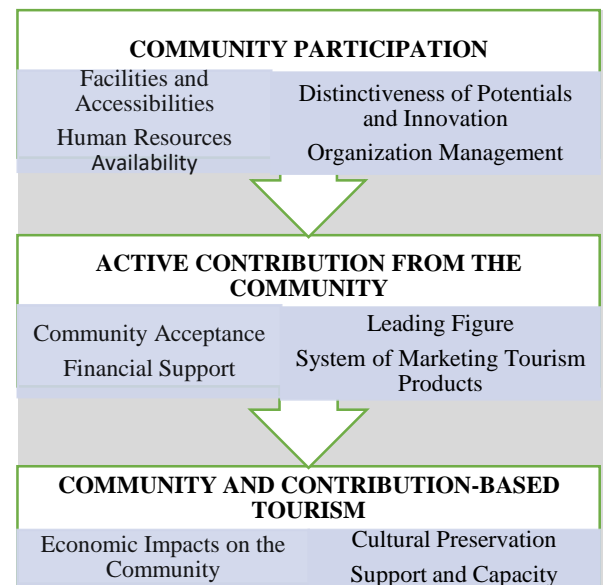 COMMUNITY PARTICIPATION
Facilities and
Accessibilities
Human Resources
Availability
Distinctiveness of Potentials
and Innovation
Organization Management
ACTIVE CONTRIBUTION FROM THE
COMMUNITY
Community Acceptance
Financial Support
Leading Figure
System of Marketing Tourism
Products
COMMUNITY AND CONTRIBUTION-BASED
TOURISM
Economic Impacts on the
Community
Cultural Preservation
Support and Capacity